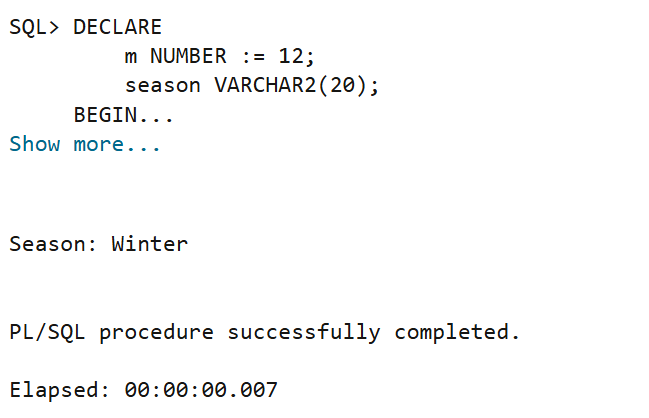 SQL> DECLARE
         m NUMBER := 12;
         season VARCHAR2(20);
     BEGIN...
Show more...
Season: Winter
PL/SQL procedure successfully completed.
Elapsed: 00:00:00.007